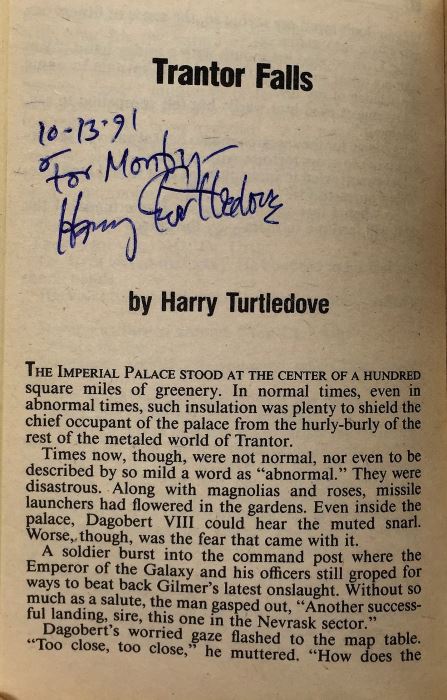 Trantor Falls
10-13-91
For Monty—
Harry Turtledove
by Harry Turtledove
THE IMPERIAL PALACE STOOD AT THE CENTER OF A HUNDRED
square miles of greenery. In normal times, even in
abnormal times, such insulation was plenty to shield the
chief occupant of the palace from the hurly-burly of the
rest of the metaled world of Trantor.
Times now, though, were not normal, nor even to be
described by so mild a word as “abnormal.” They were
disastrous. Along with magnolias and roses, missile
launchers had flowered in the gardens. Even inside the
palace, Dagobert VIII could hear the muted snarl.
Worse, though, was the fear that came with it.
A soldier burst into the command post where the
Emperor of the Galaxy and his officers still groped for
ways to beat back Gilmer’s latest onslaught. Without so
much as a salute, the man gasped out, “Another success-
ful landing, sire, this one in the Nevrask sector.”
Dagobert’s worried gaze flashed to the map table.
“Too close, too close,” he muttered. “How does the